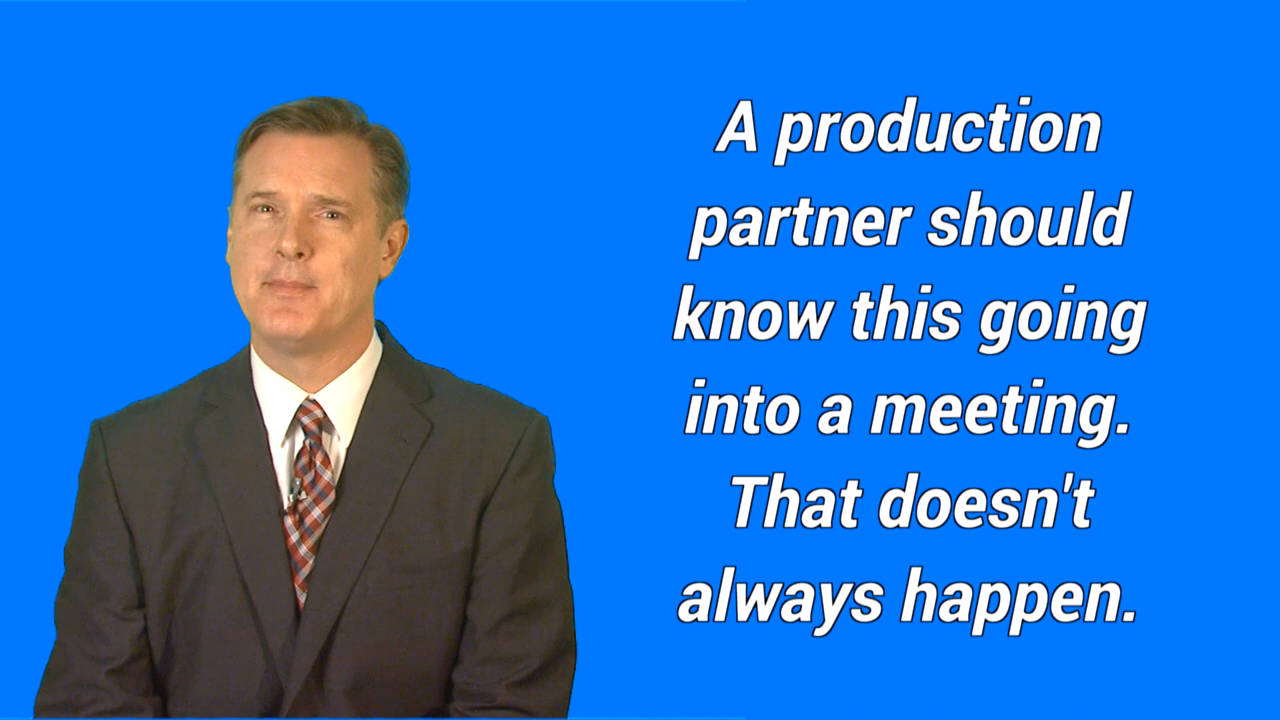 A production
partner should
know this going
into a meeting.
That doesn't
always happen.